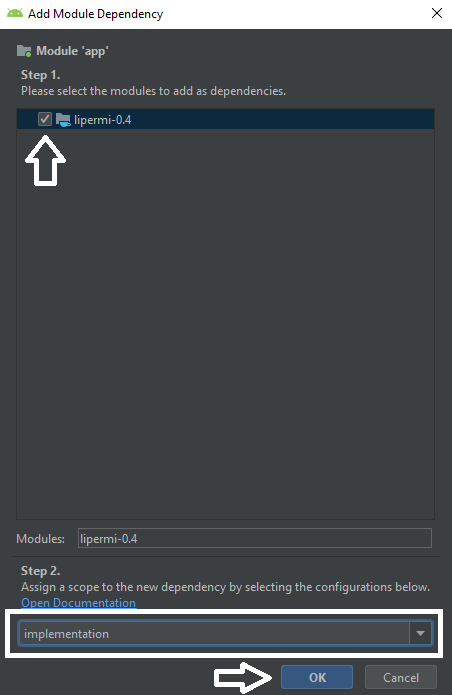 Add Module Dependency
Module 'app'
Step 1.
Please select the modules to add as dependencies.
lipermi-0.4
Modules: lipermi-0.4
Step 2.
Assign a scope to the new dependency by selecting the configurations below.
Open Documentation
implementation
OK Cancel